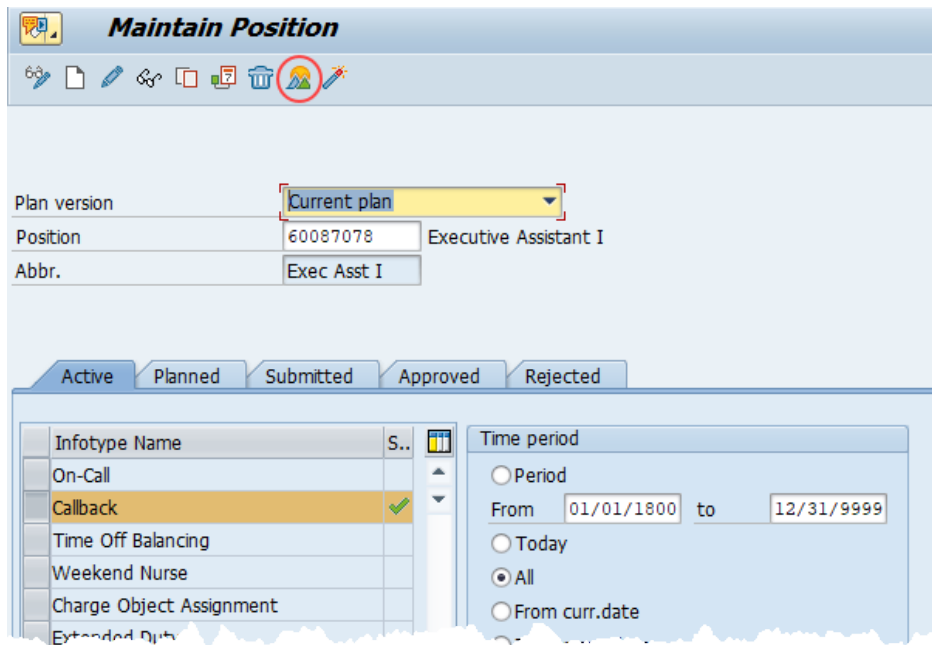 Maintain Position
Plan version Current plan
Position 60087078 Executive Assistant I
Abbr. Exec Asst I
Active Planned Submitted Approved Rejected
Infotype Name S..
On-Call
Callback
Time Off Balancing
Weekend Nurse
Charge Object Assignment
Extended Duty
Time period
Period
From 01/01/1800 to 12/31/9999
Today
All
From curr.date